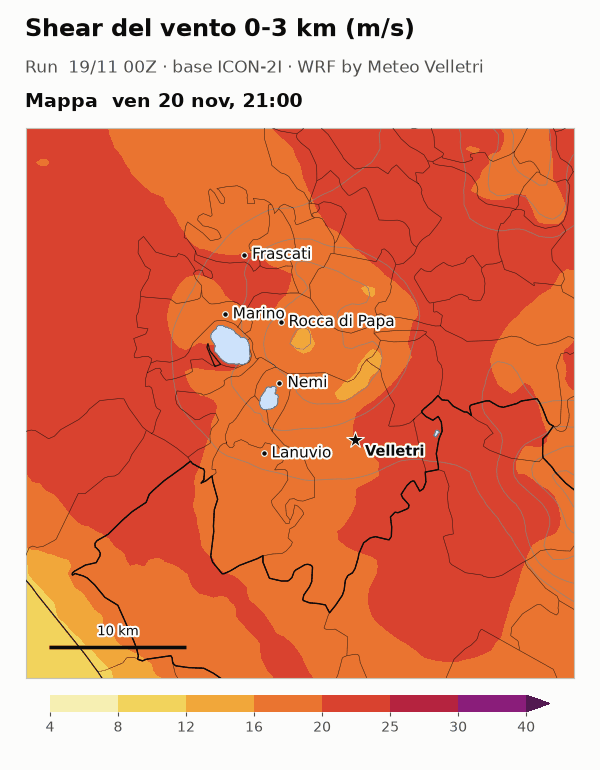 Shear del vento 0-3 km (m/s)
Run  19/11 00Z · base ICON-2I · WRF by Meteo Velletri
Mappa  ven 20 nov, 21:00
Frascati
Marino
Rocca di Papa
Nemi
Velletri
Lanuvio
10 km
4 8 12 16 20 25 30 40